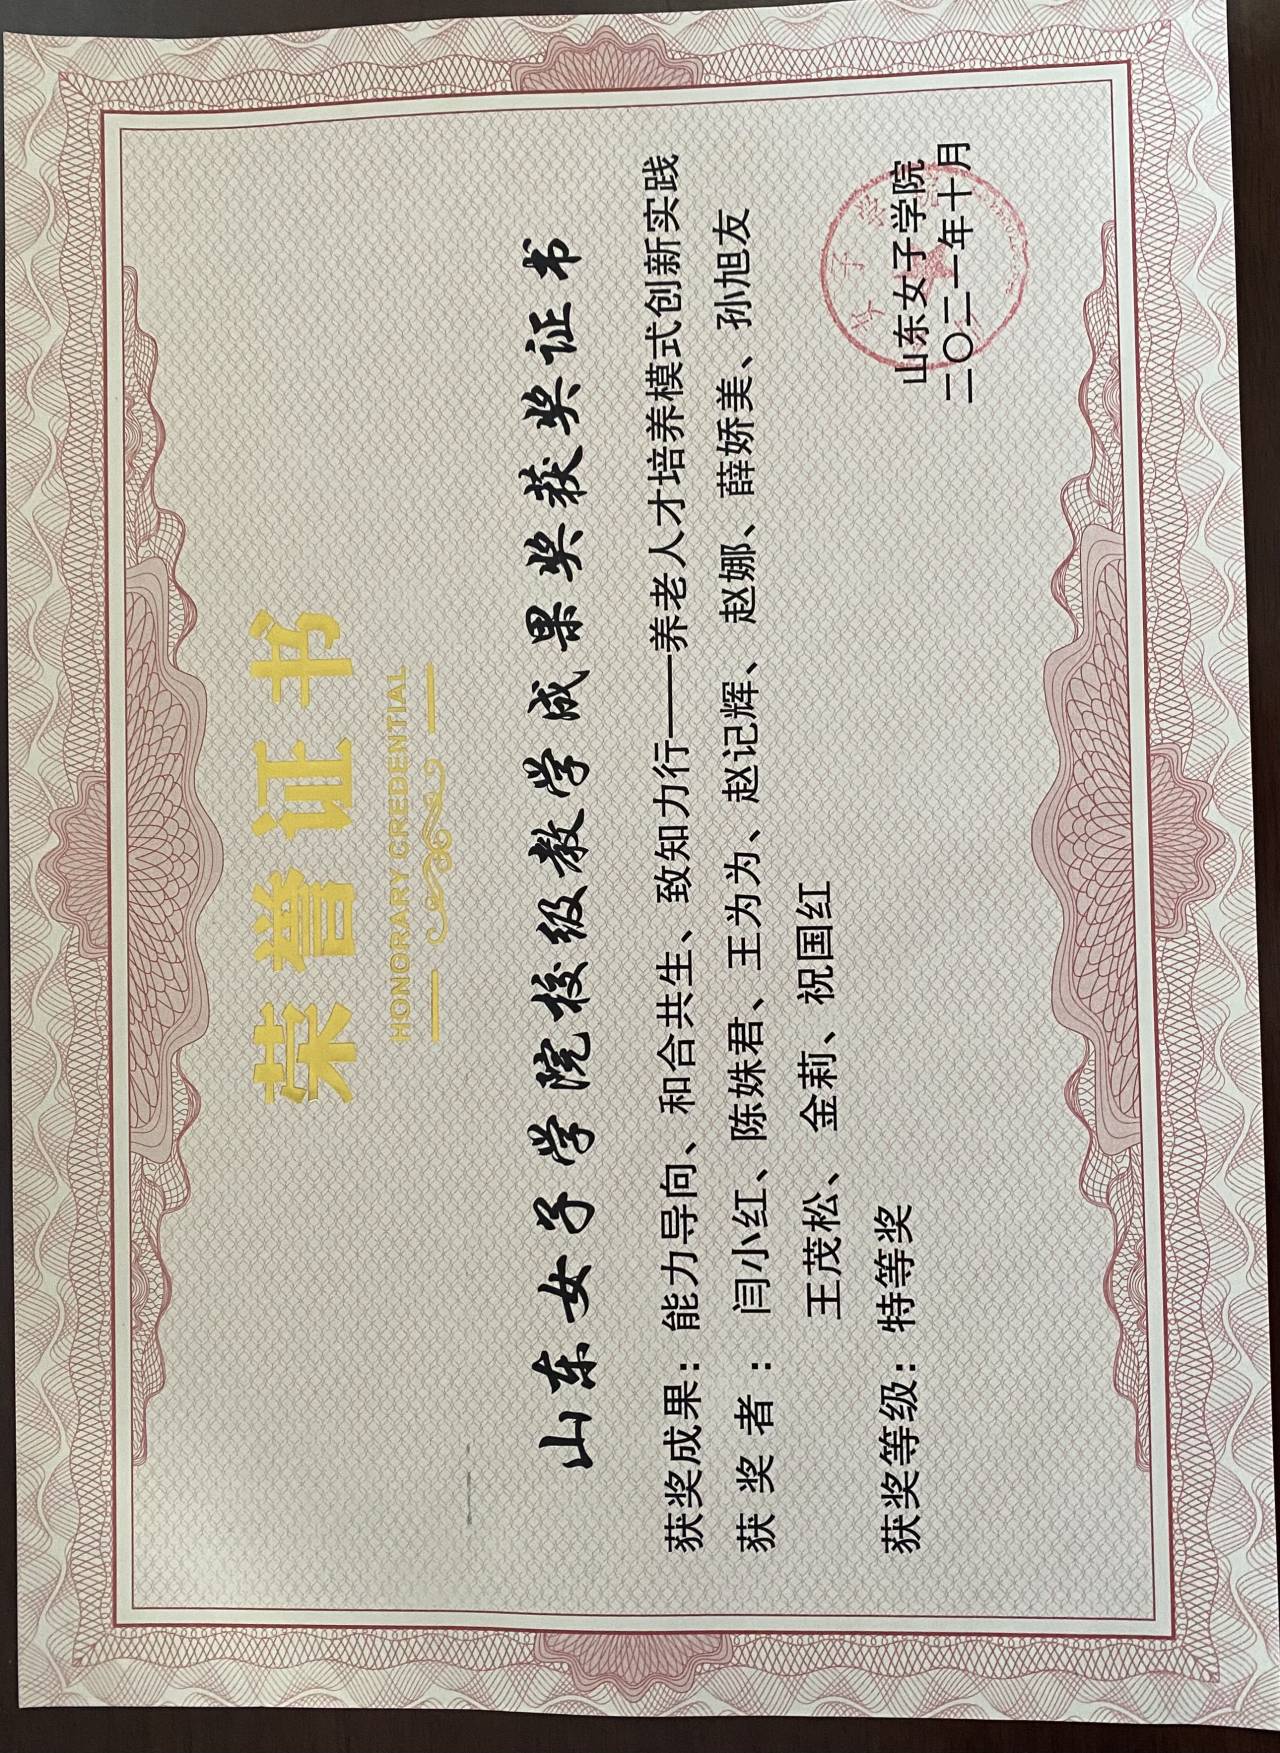 荣誉证书
HONORARY CREDENTIAL
山东女子学院校级教学成果奖获奖证书
获奖成果：能力导向、和合共生、致知力行——养老人才培养模式创新实践
获奖者：闫小红、陈姝君、王为为、赵记辉、赵娜、薛娇美、孙旭友
王茂松、金莉、祝国红
获奖等级：特等奖
山东女子学院
二〇二一年十月